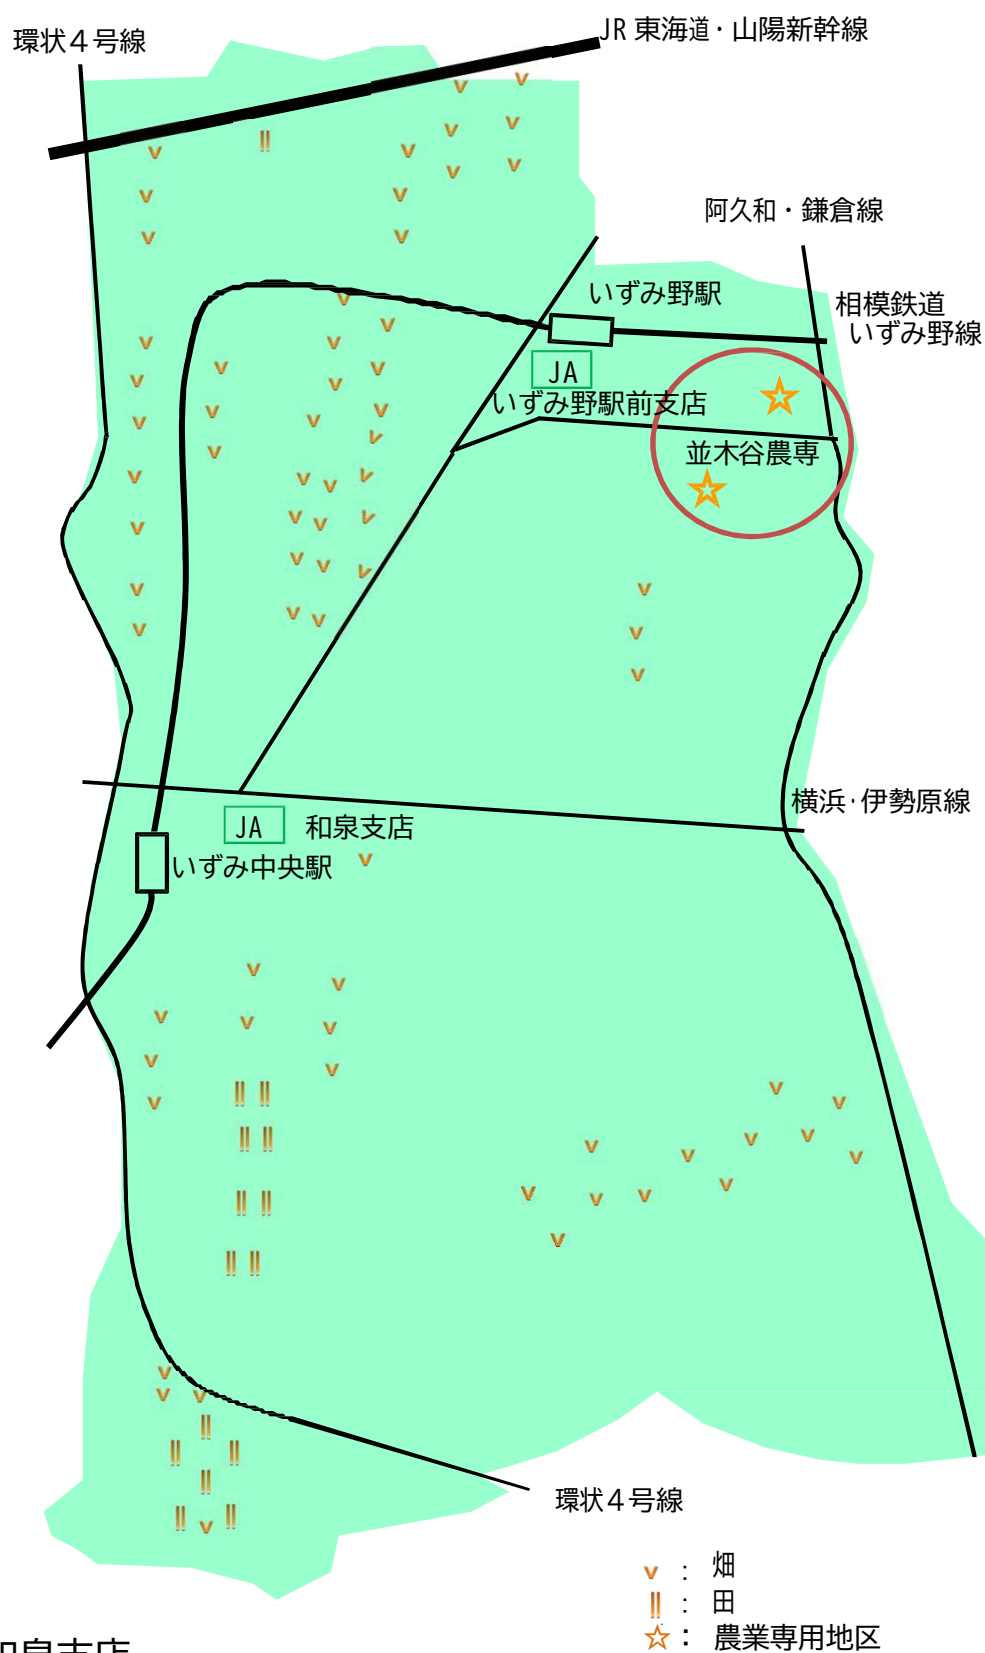 環状４号線
JR 東海道・山陽新幹線
阿久和・鎌倉線
いずみ野駅
相模鉄道
いずみ野線
JA
いずみ野駅前支店
並木谷農専
横浜・伊勢原線
JA 和泉支店
いずみ中央駅
環状４号線
： 畑
： 田
： 農業専用地区